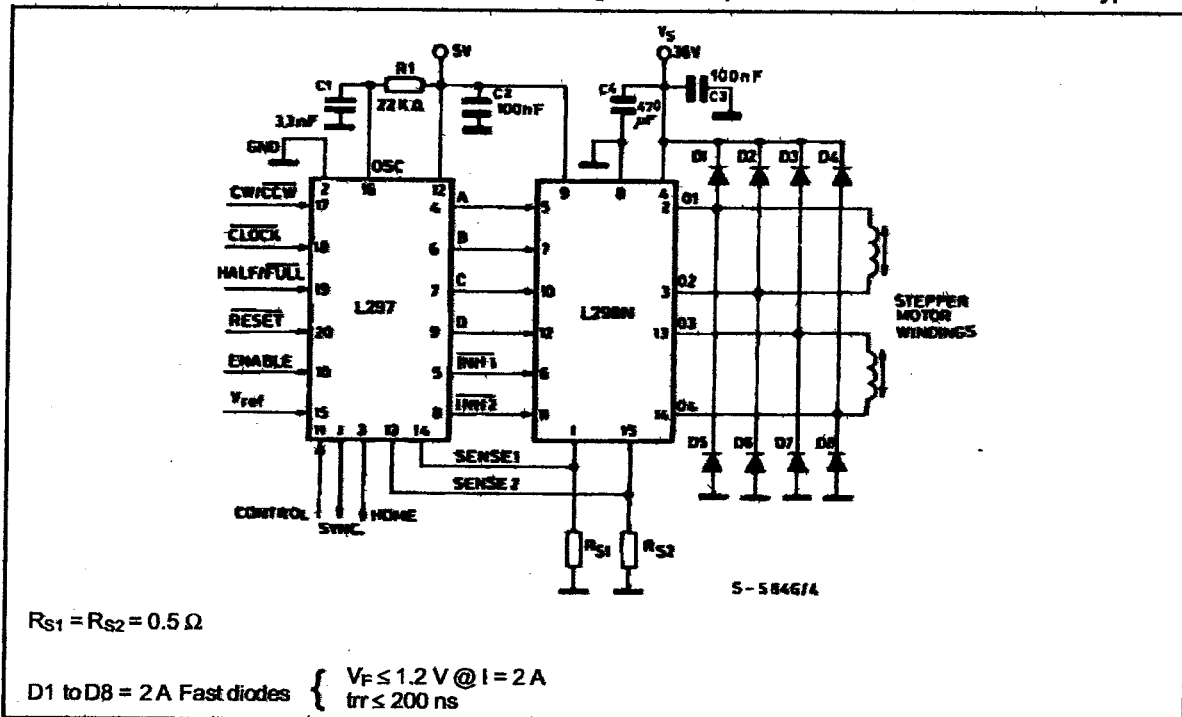 Vs
5V
36V
R1
C1
22 KΩ
3,3nF
C2
100nF
C4
470
μF
100nF
C3
GND
OSC
D1 D2 D3 D4
2 16 12
9 8 4
CW/CCW 17
4 A 5
2 O1
CLOCK 18
6 B 7
HALF/FULL 19
7 C 10
3 O2
L297
L298N
STEPPER
MOTOR
WINDINGS
RESET 20
9 D 12
13 O3
ENABLE 10
5 INH1 6
Vref 15
8 INH2 11
14 O4
11 1 3 13 14
1 15
D5 D6 D7 D8
SENSE1
SENSE 2
CONTROL
SYNC.
HOME
RS1
RS2
S-5846/4
RS1 = RS2 = 0.5 Ω
D1 to D8 = 2 A Fast diodes { VF ≤ 1.2 V @ I = 2 A
trr ≤ 200 ns